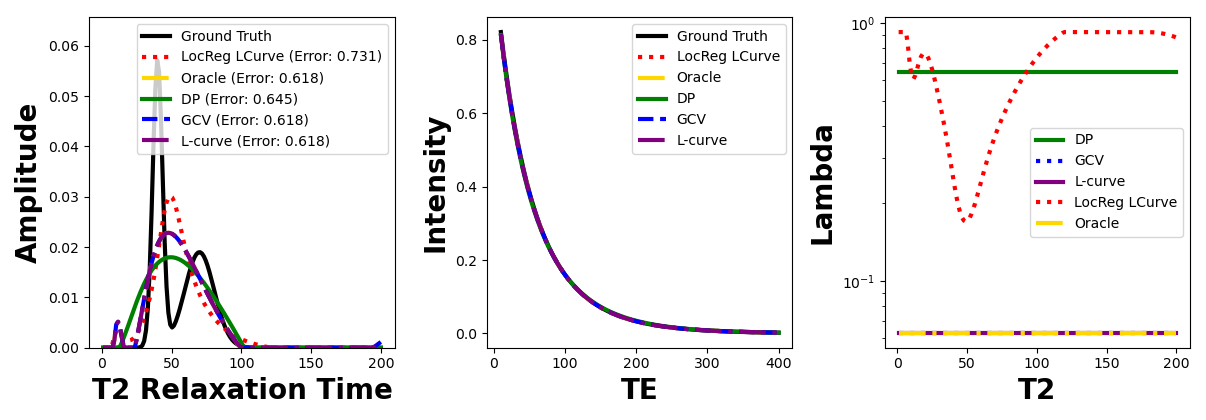 Amplitude
0.06
0.05
0.04
0.03
0.02
0.01
0.00
Ground Truth
LocReg LCurve (Error: 0.731)
Oracle (Error: 0.618)
DP (Error: 0.645)
GCV (Error: 0.618)
L-curve (Error: 0.618)
0 50 100 150 200
T2 Relaxation Time
Intensity
0.8
0.6
0.4
0.2
0.0
Ground Truth
LocReg LCurve
Oracle
DP
GCV
L-curve
0 100 200 300 400
TE
Lambda
10⁰
10⁻¹
DP
GCV
L-curve
LocReg LCurve
Oracle
0 50 100 150 200
T2